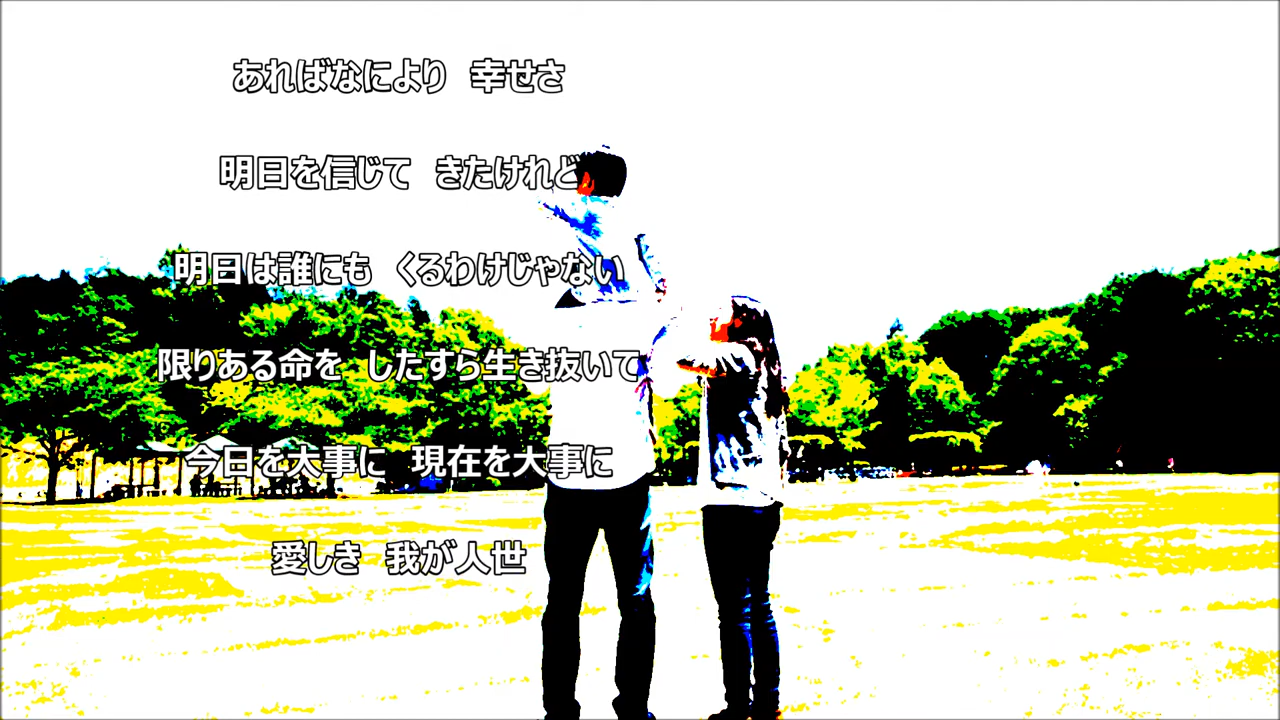 あればなにより　幸せさ
明日を信じて　きたけれど
明日は誰にも　くるわけじゃない
限りある命を　したすら生き抜いて
今日を大事に　現在を大事に
愛しき　我が人世